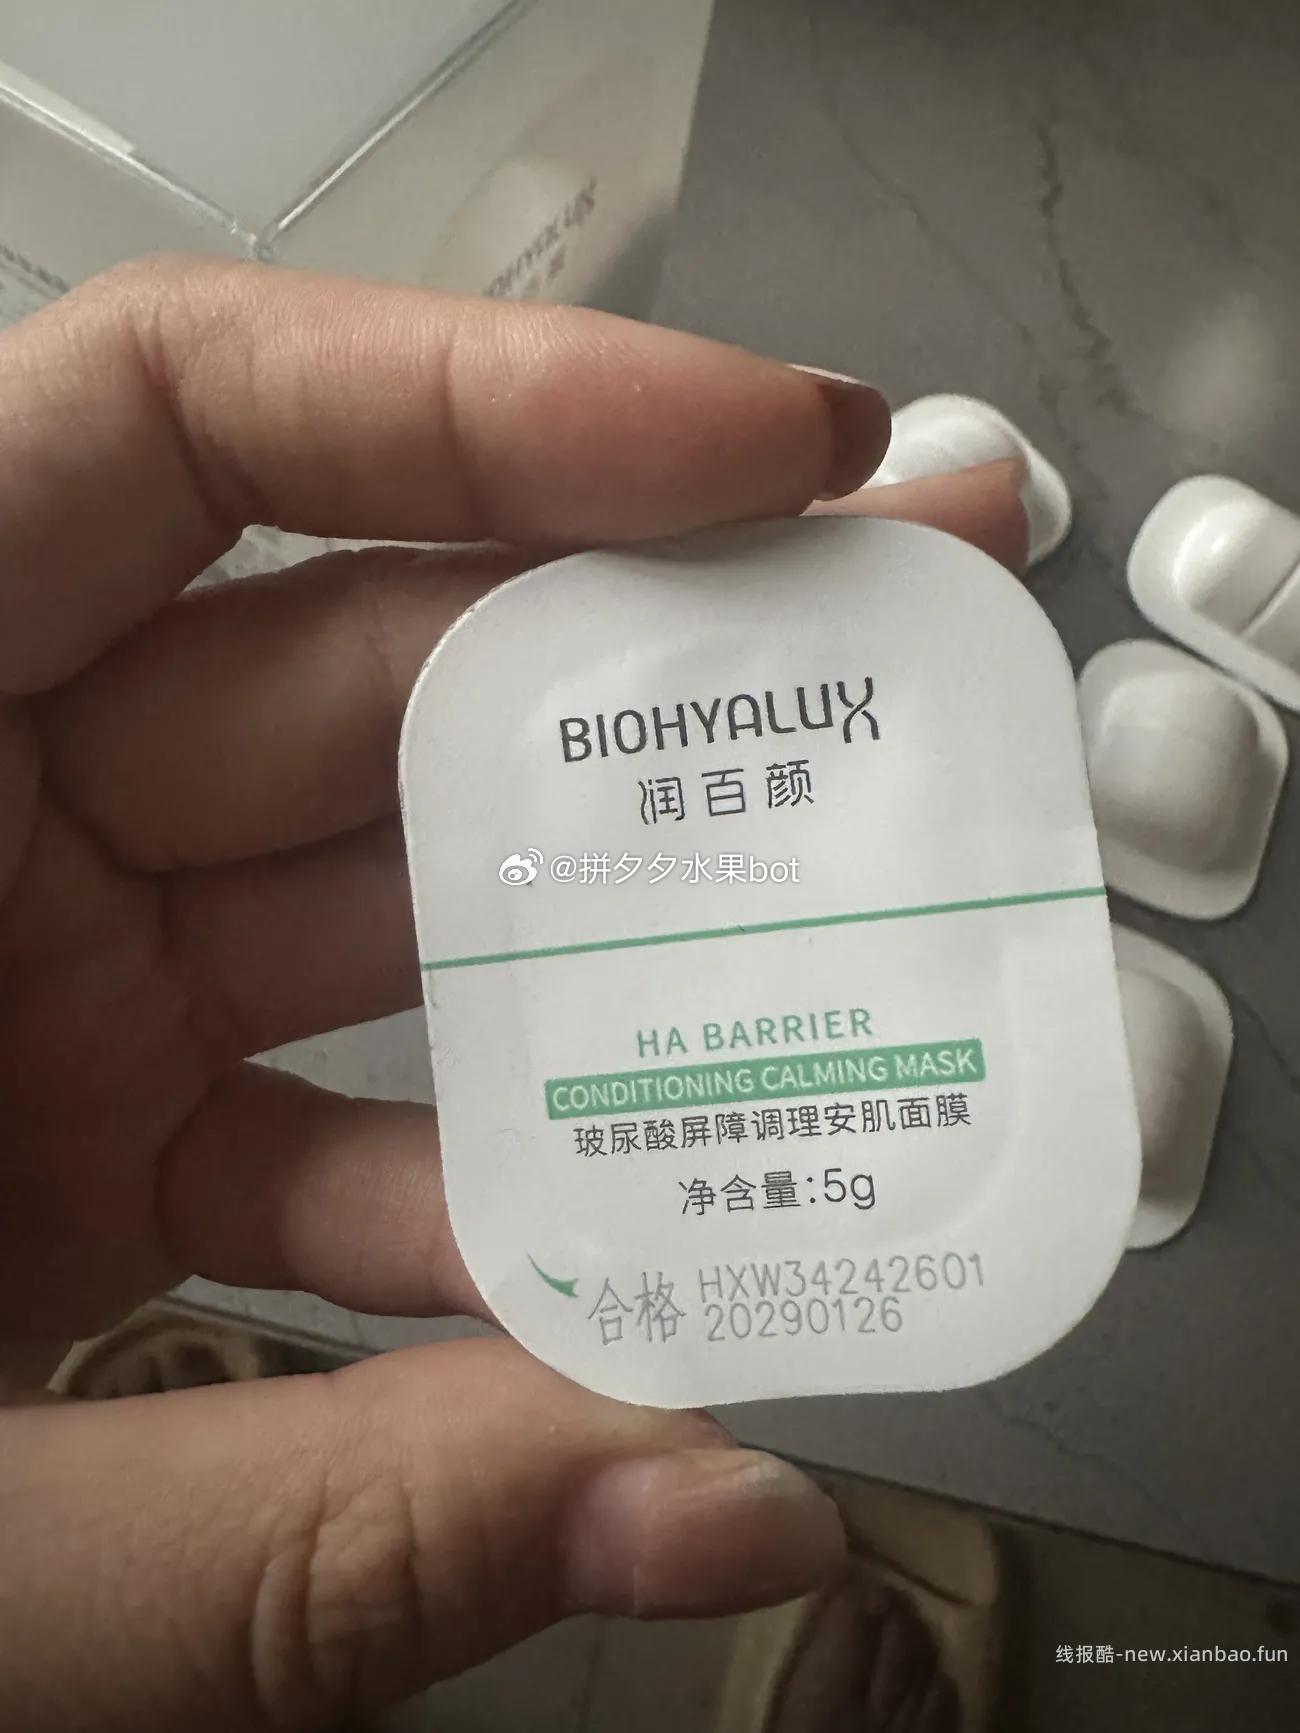 BIOHYALUX
润百颜
@拼夕夕水果bot
HA BARRIER
CONDITIONING CALMING MASK
玻尿酸屏障调理安肌面膜
净含量:5g
合格 HXW34242601
20290126
线报酷-new.xianbao.fun